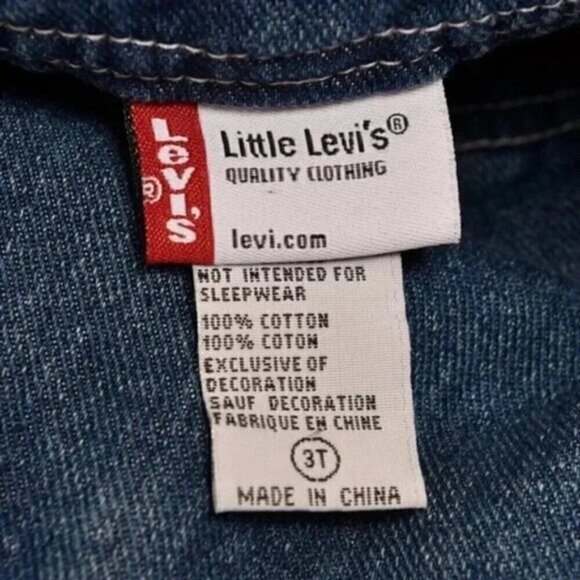 Levi's®
Little Levi's®
QUALITY CLOTHING
levi.com
NOT INTENDED FOR
SLEEPWEAR
100% COTTON
100% COTON
EXCLUSIVE OF
DECORATION
SAUF DECORATION
FABRIQUE EN CHINE
3T
MADE IN CHINA